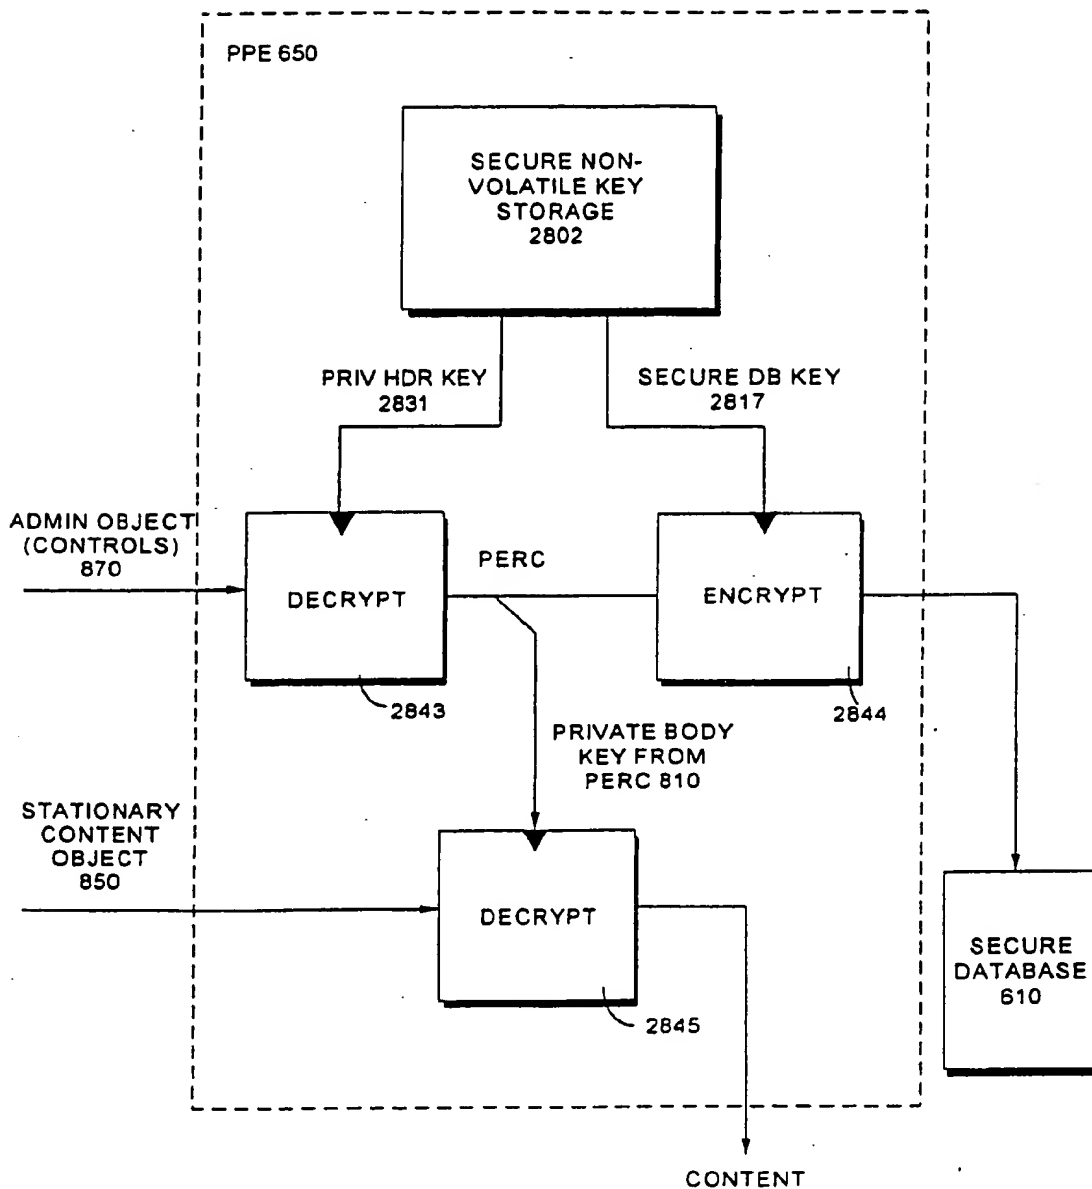 PPE 650
SECURE NON-
VOLATILE KEY
STORAGE
2802
PRIV HDR KEY
2831
SECURE DB KEY
2817
ADMIN OBJECT
(CONTROLS)
870
DECRYPT
PERC
ENCRYPT
2843
2844
PRIVATE BODY
KEY FROM
PERC 810
STATIONARY
CONTENT
OBJECT
850
DECRYPT
2845
SECURE
DATABASE
610
CONTENT